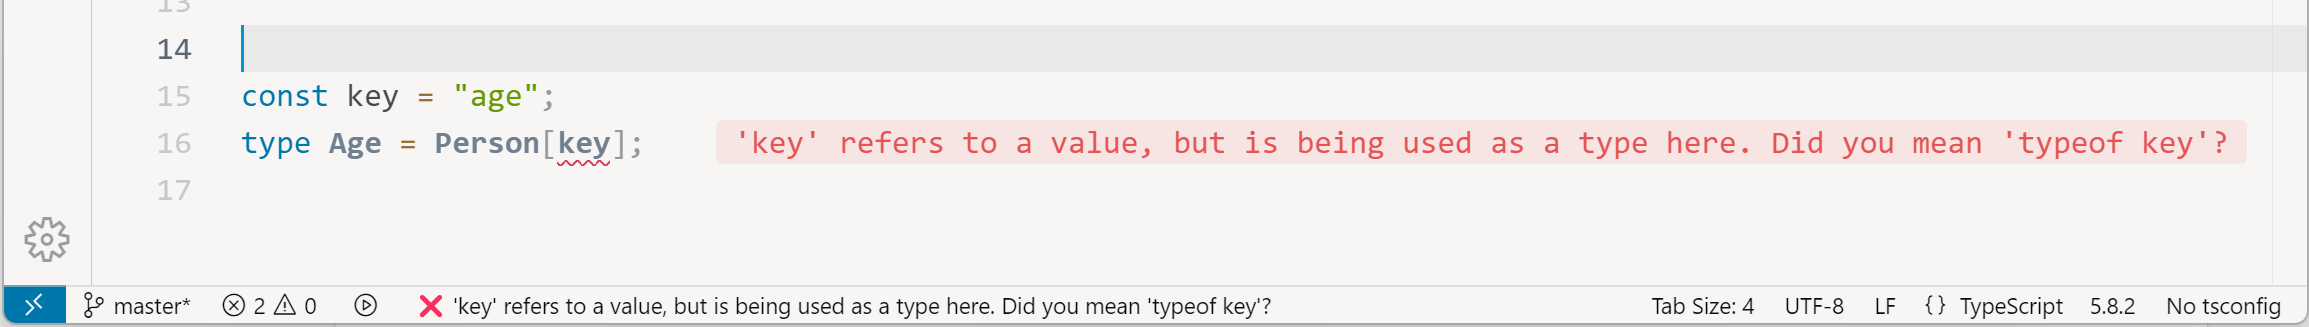 13
14
15 const key = "age";
16 type Age = Person[key]; 'key' refers to a value, but is being used as a type here. Did you mean 'typeof key'?
17
master* 2 0 'key' refers to a value, but is being used as a type here. Did you mean 'typeof key'? Tab Size: 4 UTF-8 LF {} TypeScript 5.8.2 No tsconfig